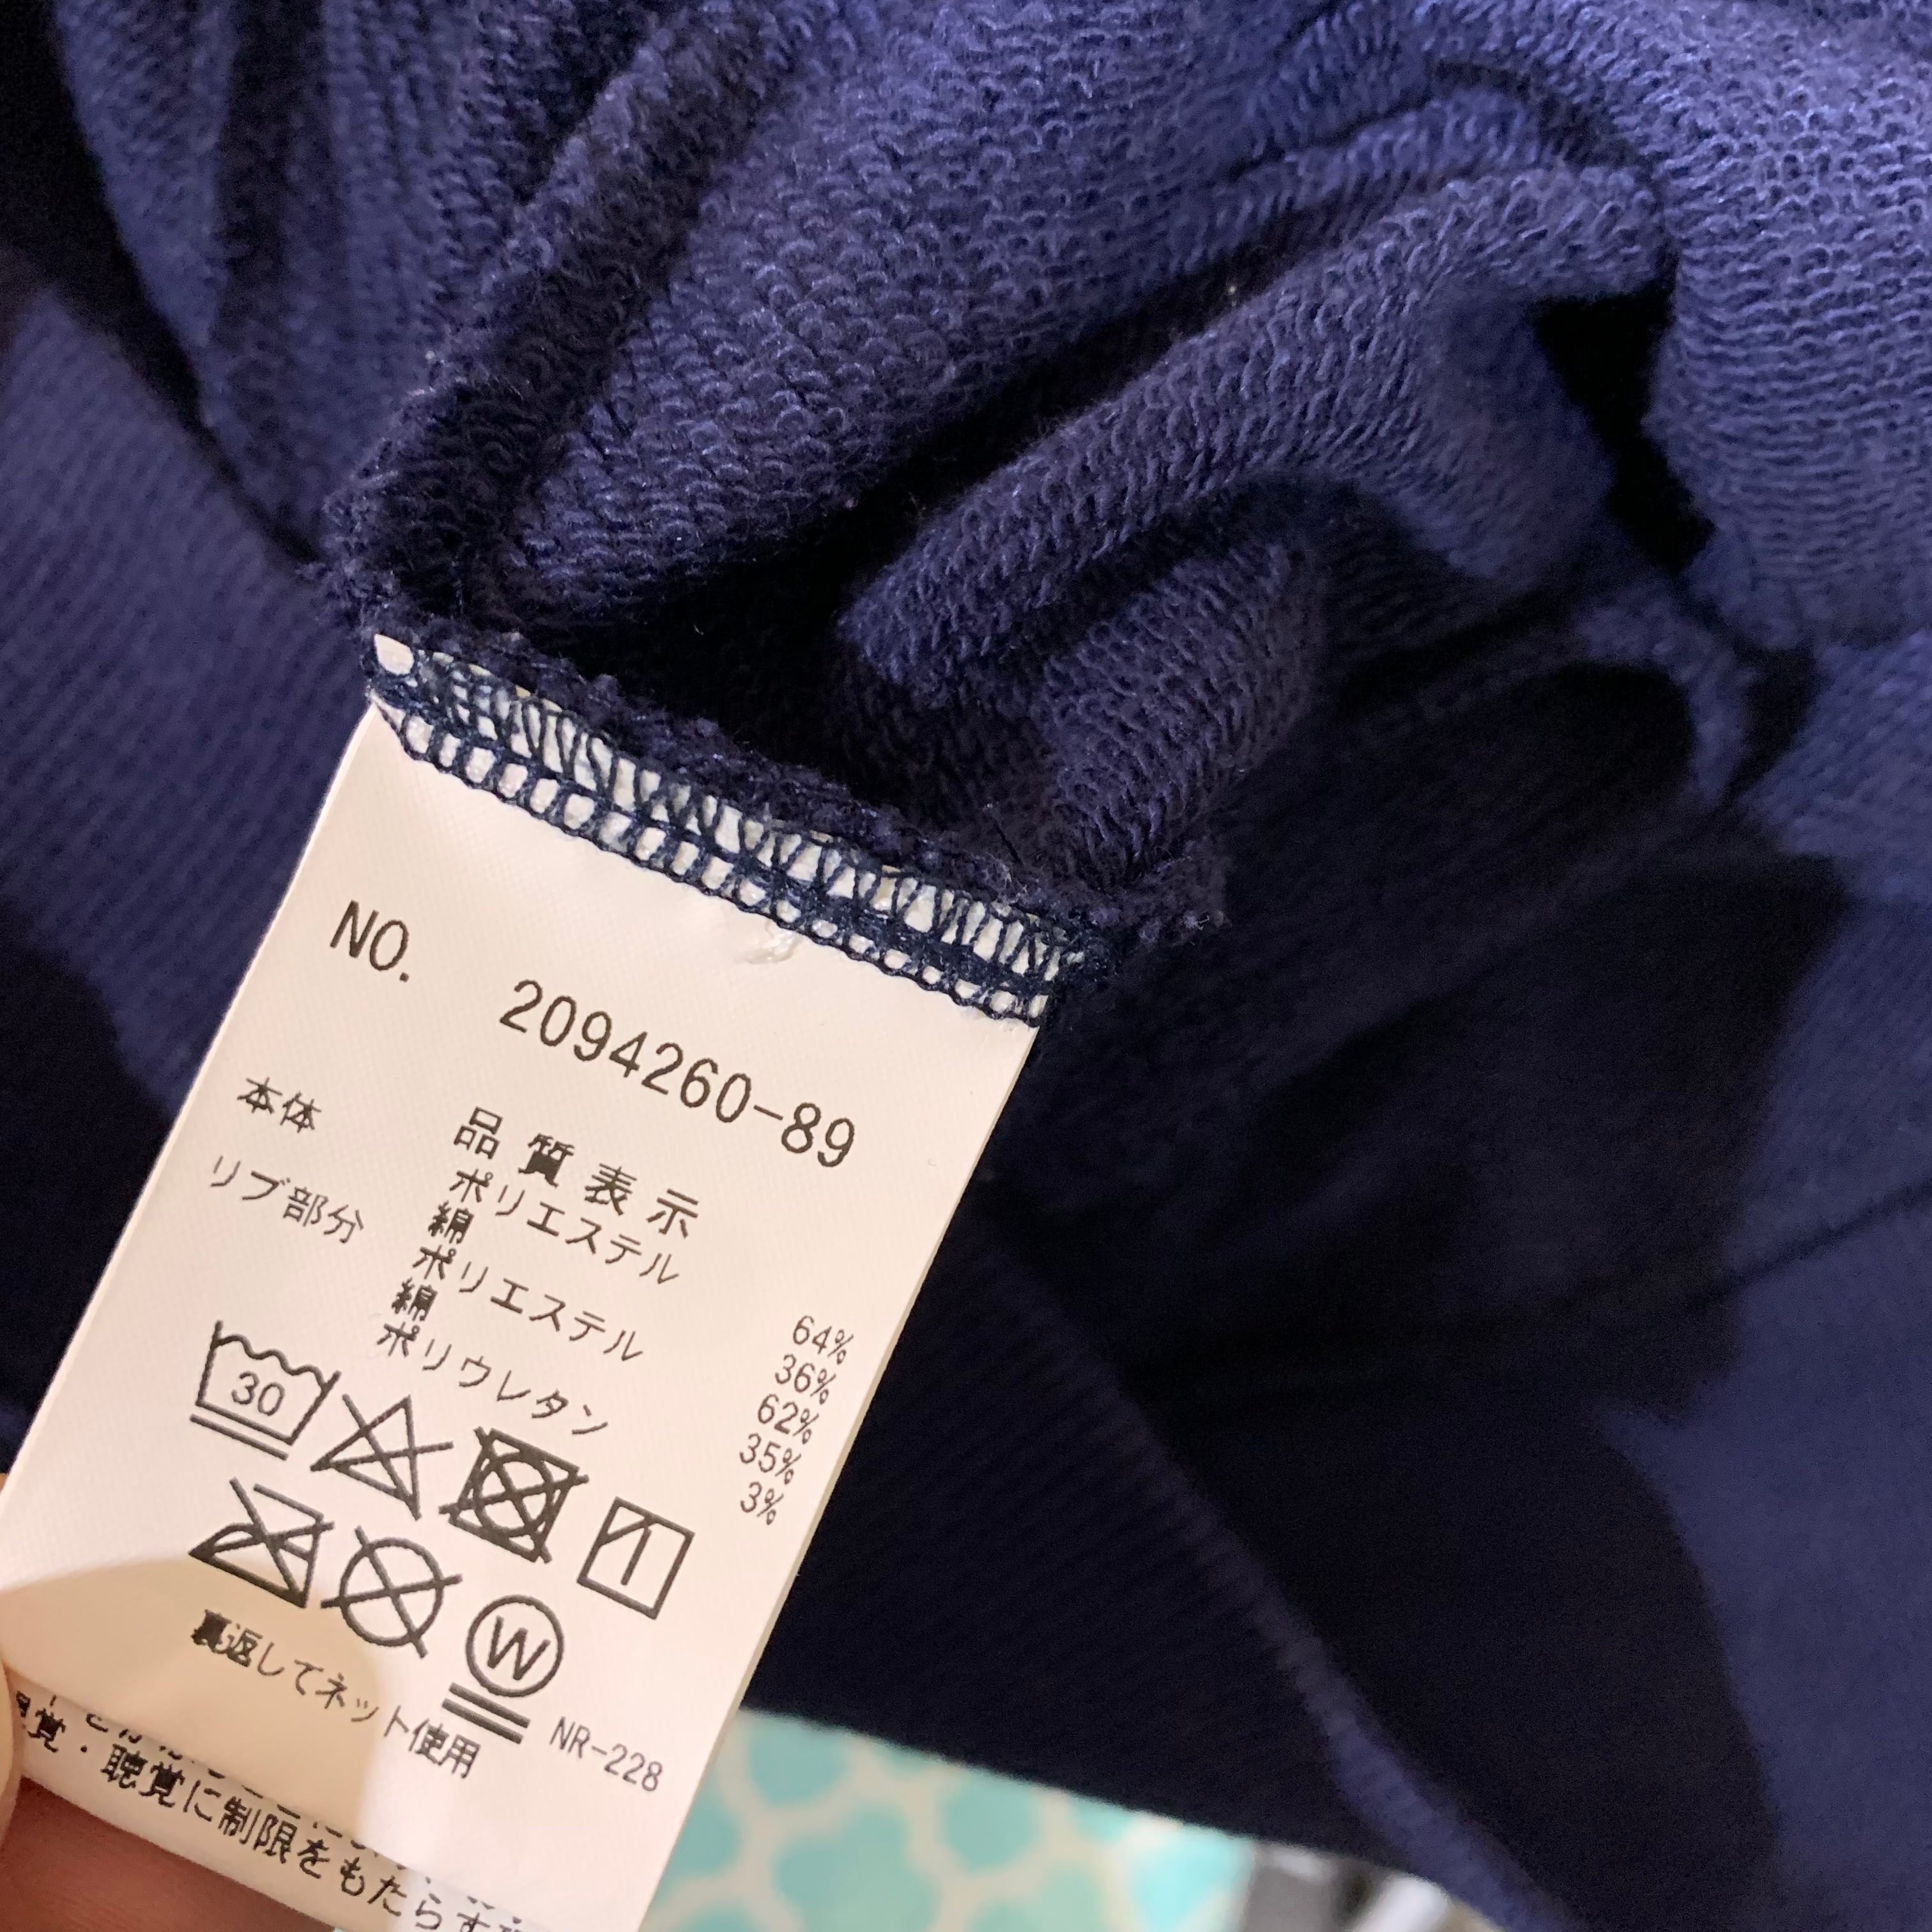 NO. 2094260-89
品質表示
本体 ポリエステル 64%
綿 36%
リブ部分 ポリエステル 62%
綿 35%
ポリウレタン 3%
30
W
裏返してネット使用
NR-228
覚・聴覚に制限をもたらす